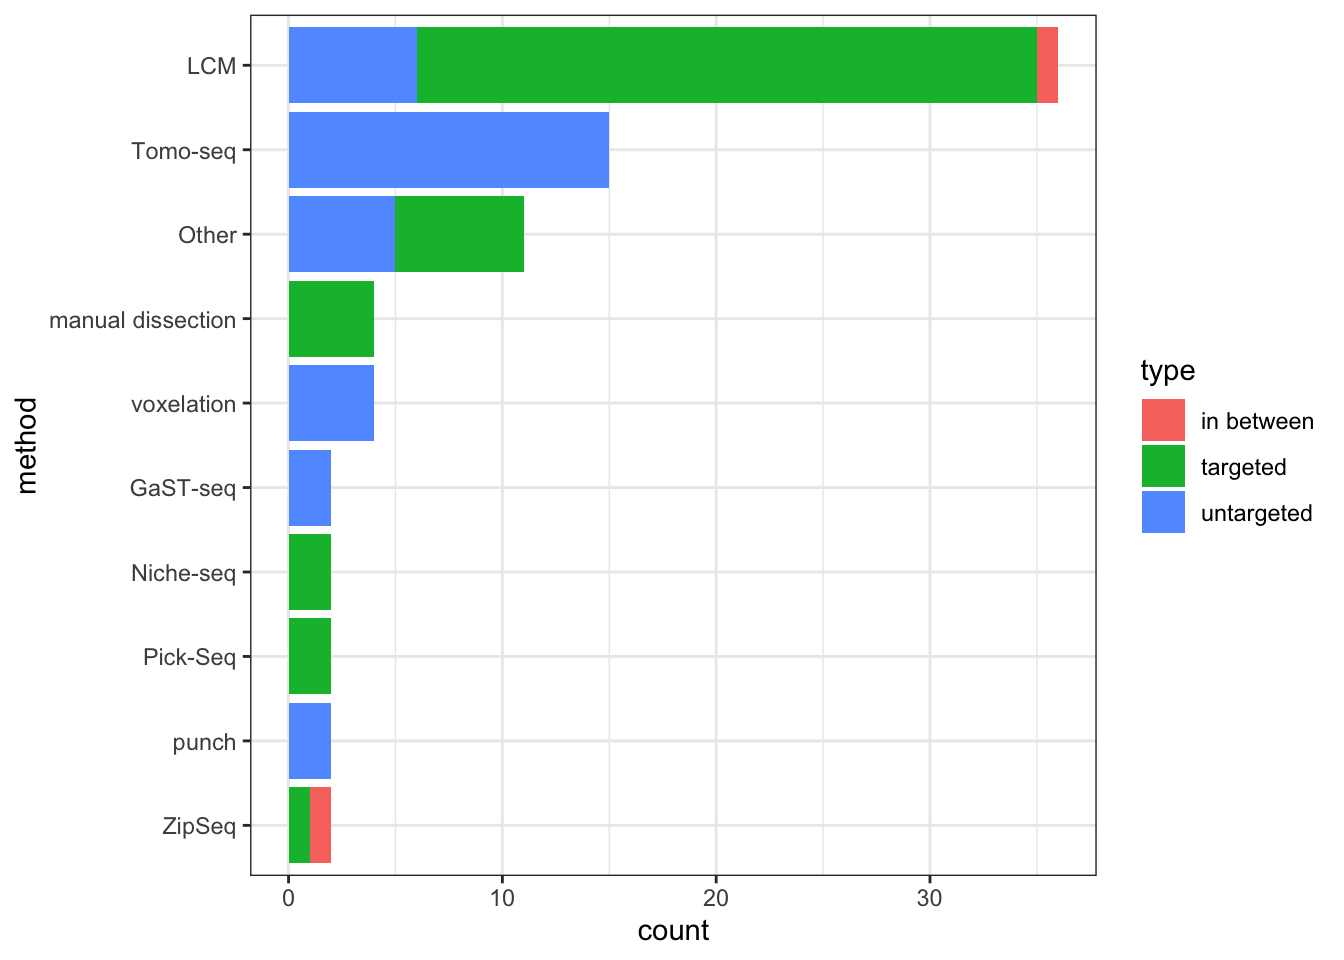 LCM
Tomo-seq
Other
manual dissection
voxelation
GaST-seq
Niche-seq
Pick-Seq
punch
ZipSeq
method
0 10 20 30
count
type
in between
targeted
untargeted